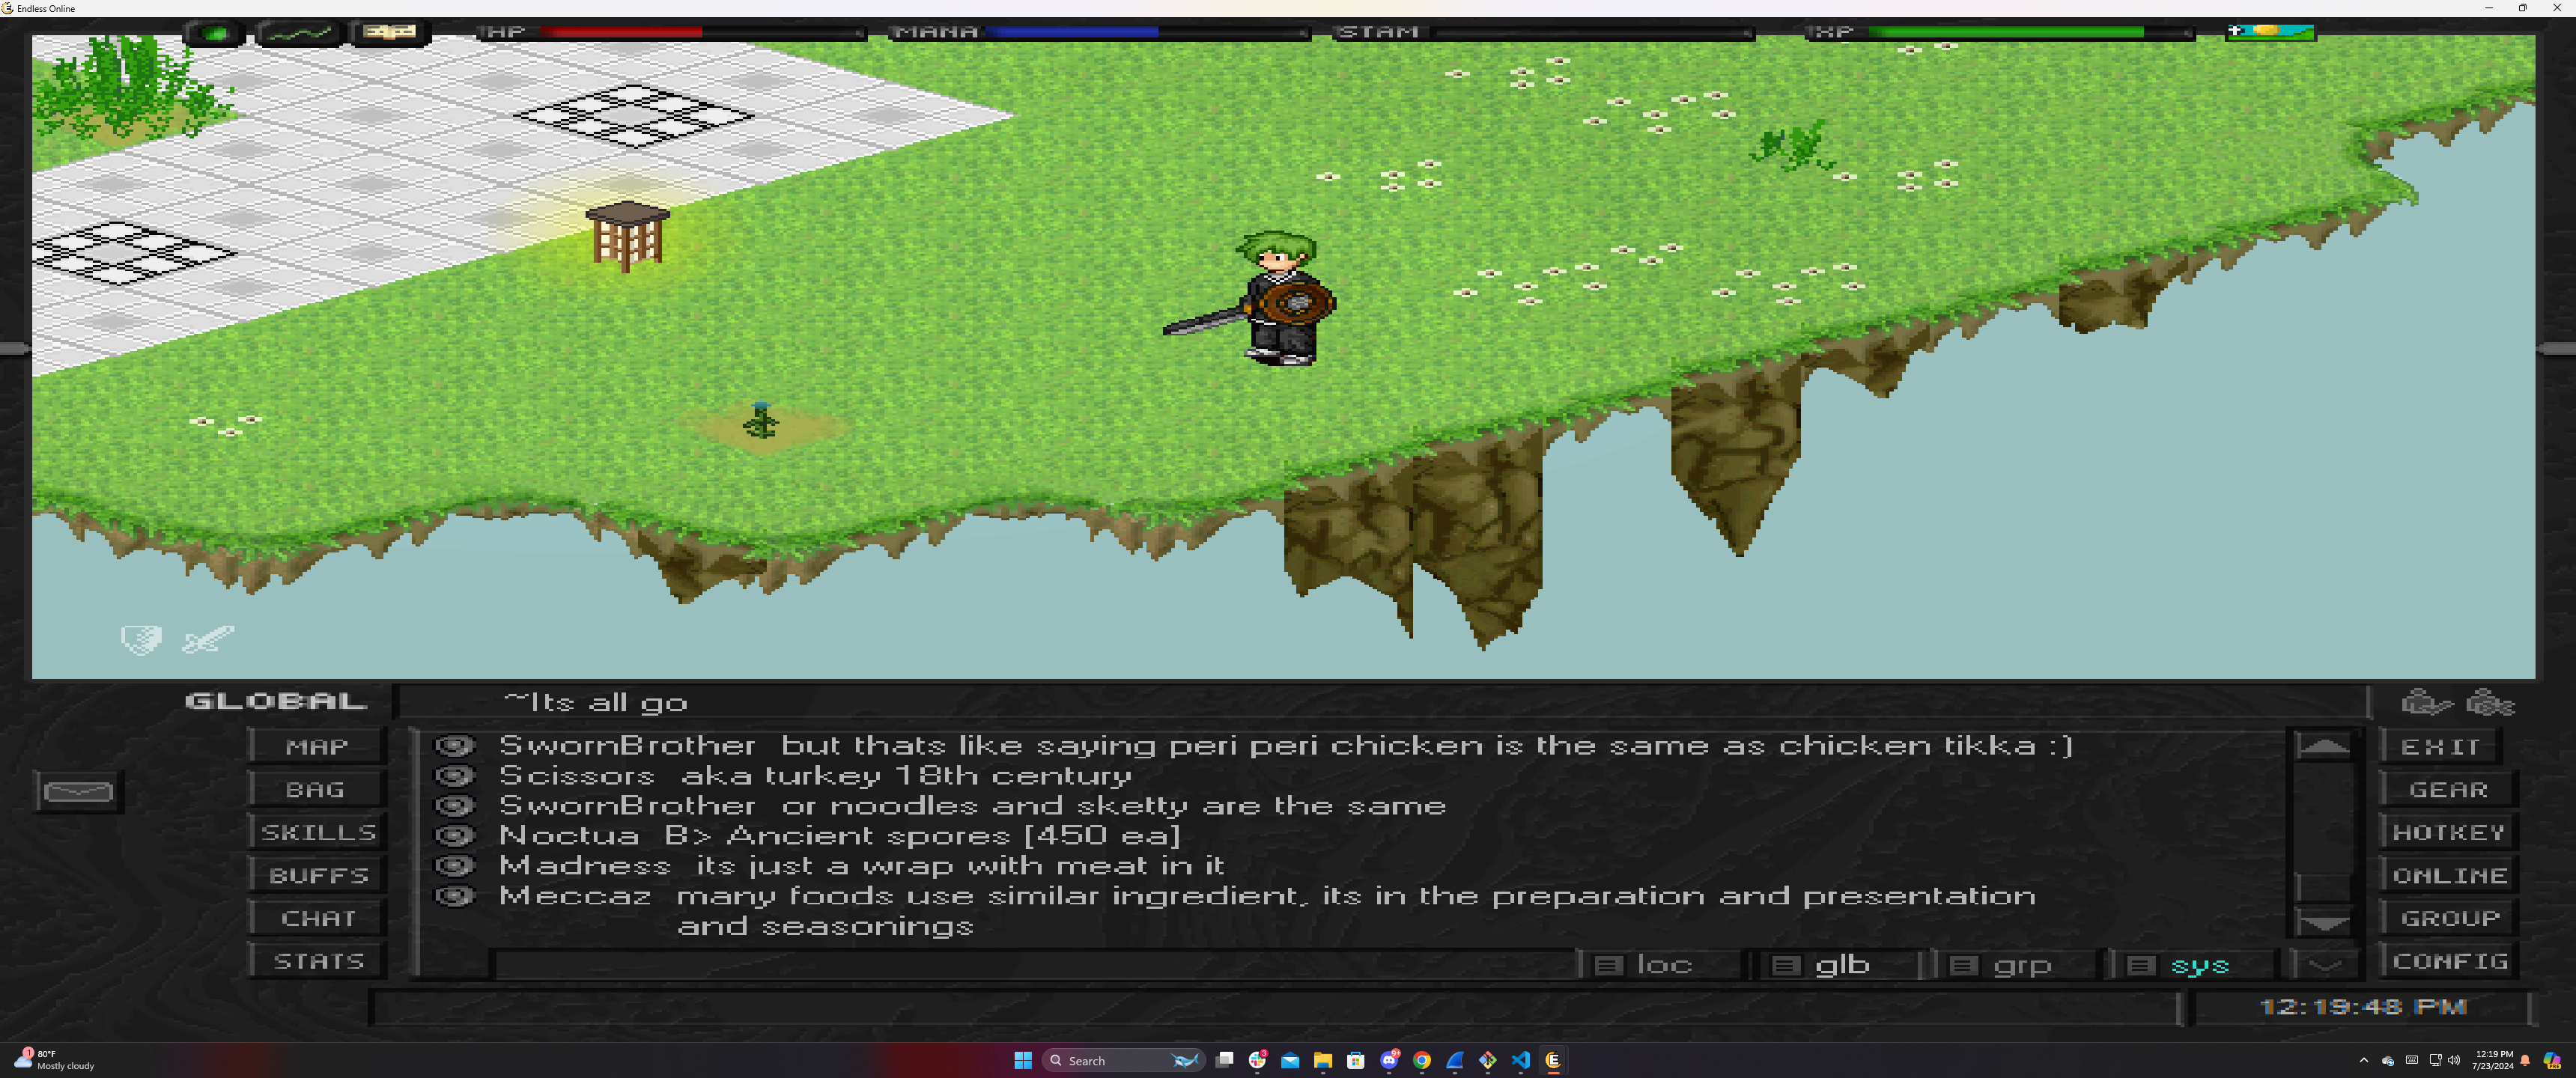 Endless Online
HP
MANA
STAM
XP
GLOBAL
~Its all go
MAP
BAG
SKILLS
BUFFS
CHAT
STATS
SwornBrother but thats like saying peri peri chicken is the same as chicken tikka :)
Scissors aka turkey 18th century
SwornBrother or noodles and sketty are the same
Noctua B> Ancient spores [450 ea]
Madness its just a wrap with meat in it
Meccaz many foods use similar ingredient, its in the preparation and presentation
and seasonings
loc
glb
grp
sys
EXIT
GEAR
HOTKEY
ONLINE
GROUP
CONFIG
12:19:48 PM
1
80°F
Mostly cloudy
Search
3
9+
12:19 PM
7/23/2024